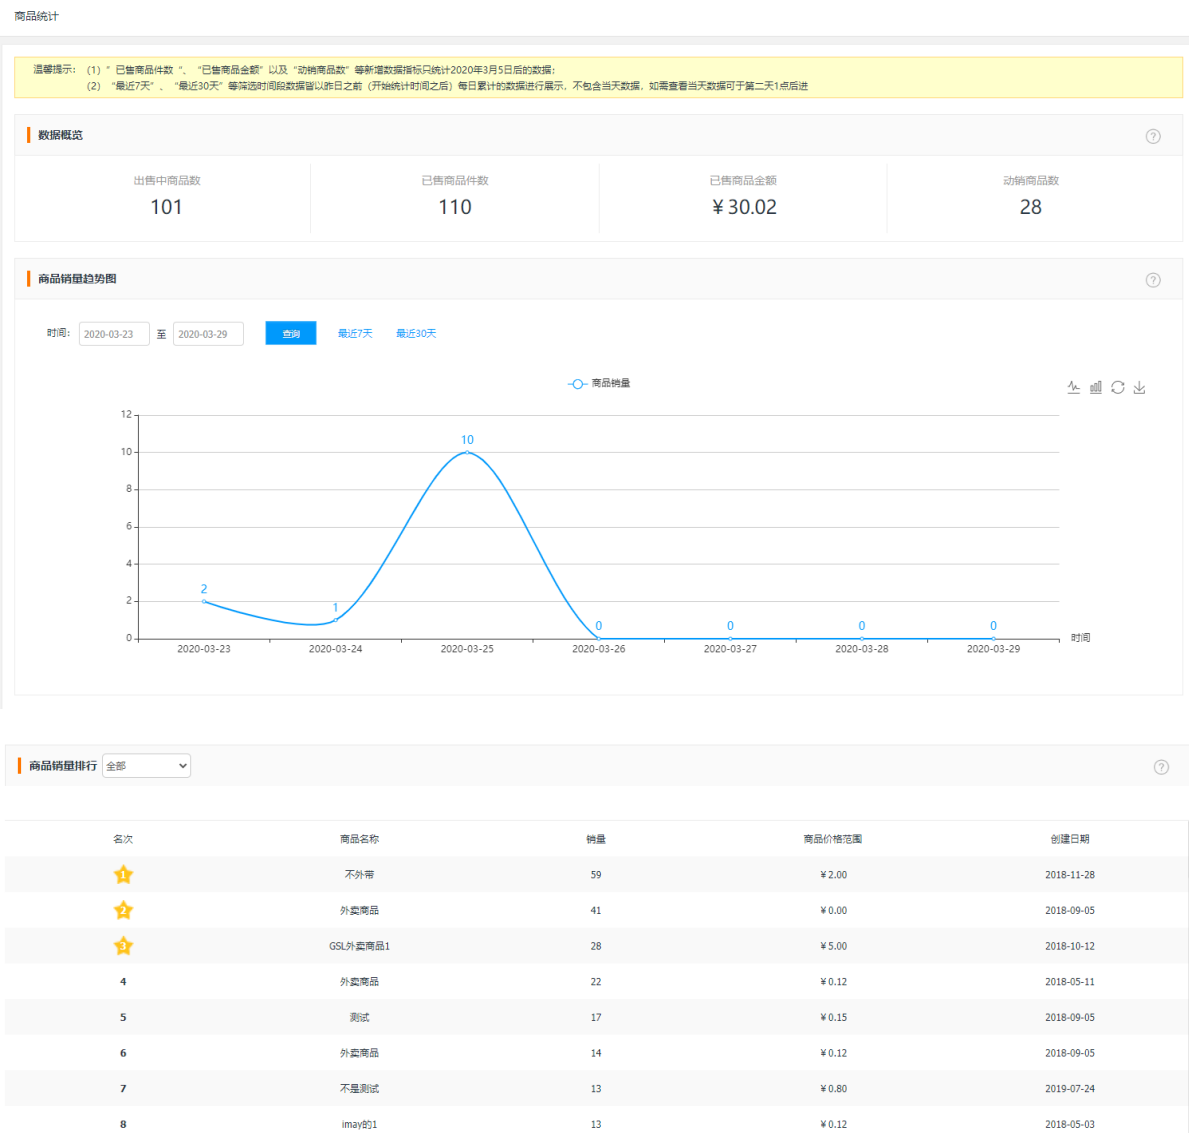 商品统计
温馨提示： (1) “ 已售商品件数 “、 “已售商品金额” 以及 “动销商品数” 等新增数据指标只统计2020年3月5日后的数据；
(2) “最近7天” 、 “最近30天” 等筛选时间段数据皆以昨日之前（开始统计时间之后）每日累计的数据进行展示，不包含当天数据，如需查看当天数据可于第二天1点后进
数据概览
出售中商品数 已售商品件数 已售商品金额 动销商品数
101 110 ¥ 30.02 28
商品销量趋势图
时间： 2020-03-23 至 2020-03-29 查询 最近7天 最近30天
商品销量
12
10
8
6
4
2
0
2 1 10 0 0 0 0
时间
2020-03-23 2020-03-24 2020-03-25 2020-03-26 2020-03-27 2020-03-28 2020-03-29
商品销量排行 全部
名次 商品名称 销量 商品价格范围 创建日期
1 不外带 59 ¥ 2.00 2018-11-28
2 外卖商品 41 ¥ 0.00 2018-09-05
3 GSL外卖商品1 28 ¥ 5.00 2018-10-12
4 外卖商品 22 ¥ 0.12 2018-05-11
5 测试 17 ¥ 0.15 2018-09-05
6 外卖商品 14 ¥ 0.12 2018-09-05
7 不是测试 13 ¥ 0.80 2019-07-24
8 imay的1 13 ¥ 0.12 2018-05-03